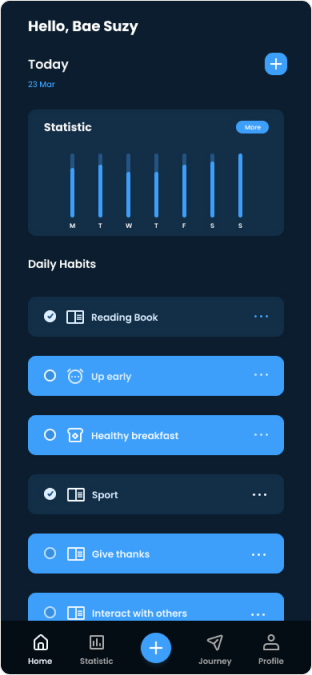 Hello, Bae Suzy
Today
23 Mar
Statistic
More
M T W T F S S
Daily Habits
Reading Book
Up early
Healthy breakfast
Sport
Give thanks
Interact with others
Home Statistic Journey Profile